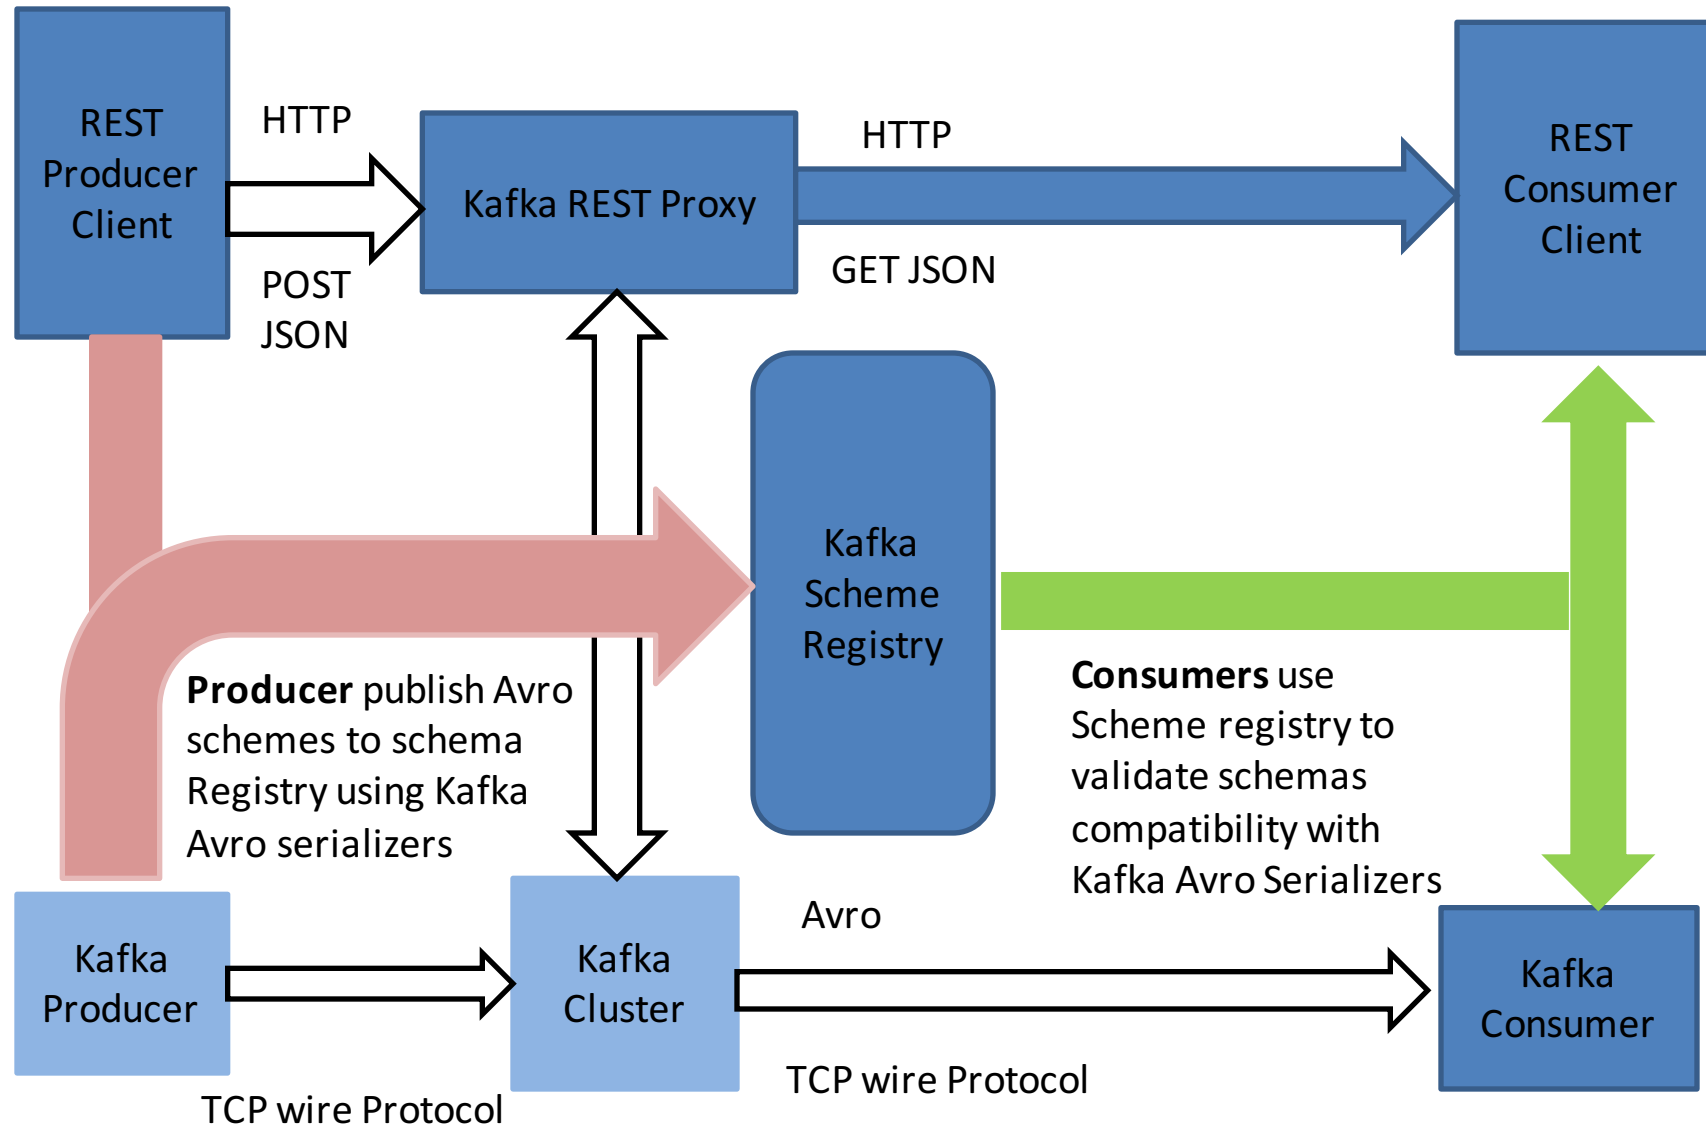 REST
Producer
Client
HTTP
POST
JSON
Kafka REST Proxy
HTTP
GET JSON
REST
Consumer
Client
Kafka
Scheme
Registry
Producer publish Avro
schemes to schema
Registry using Kafka
Avro serializers
Consumers use
Scheme registry to
validate schemas
compatibility with
Kafka Avro Serializers
Kafka
Producer
TCP wire Protocol
Kafka
Cluster
Avro
TCP wire Protocol
Kafka
Consumer